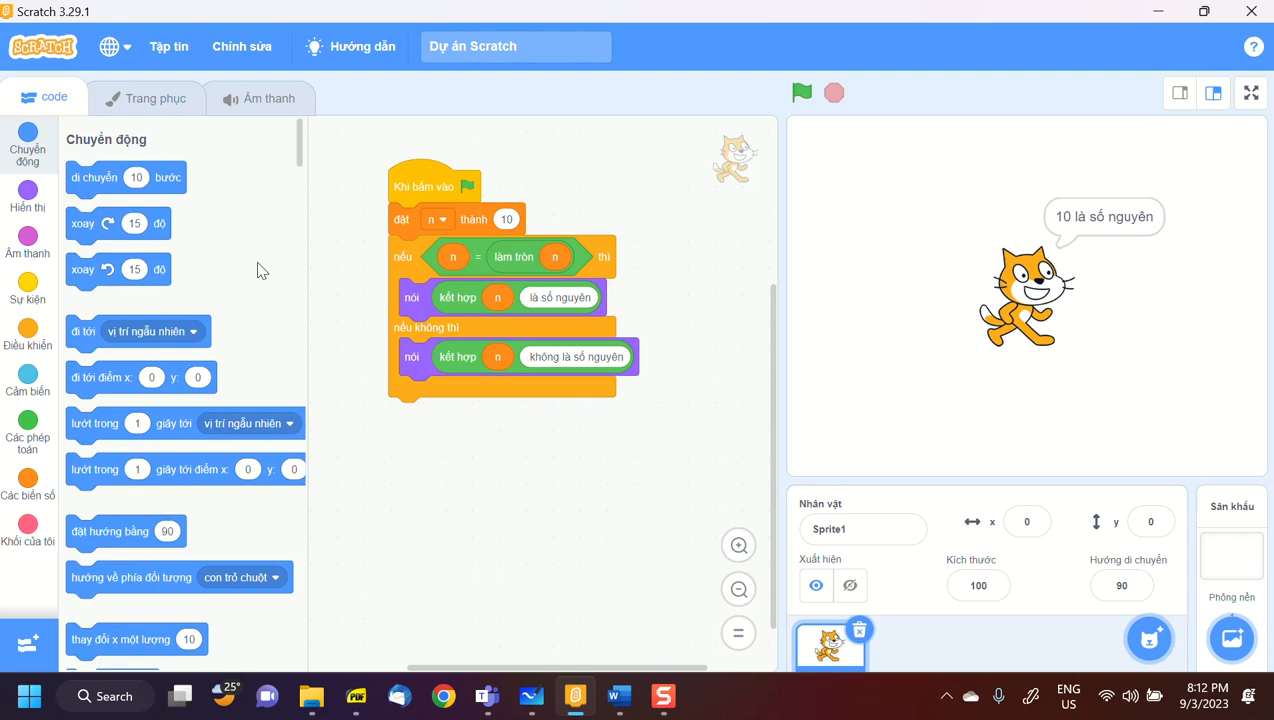 Scratch 3.29.1
SCRATCH
Tập tin
Chỉnh sửa
Hướng dẫn
Dự án Scratch
?
code
Trang phục
Âm thanh
Chuyển động
Hiển thị
Âm thanh
Sự kiện
Điều khiển
Cảm biến
Các phép toán
Các biến số
Khối của tôi
Chuyển động
di chuyển 10 bước
xoay 15 độ
xoay 15 độ
đi tới vị trí ngẫu nhiên
đi tới điểm x: 0 y: 0
lướt trong 1 giây tới vị trí ngẫu nhiên
lướt trong 1 giây tới điểm x: 0 y: 0
đặt hướng bằng 90
hướng về phía đối tượng con trỏ chuột
thay đổi x một lượng 10
Khi bấm vào
đặt n thành 10
nếu n = làm tròn n thì
nói kết hợp n là số nguyên
nếu không thì
nói kết hợp n không là số nguyên
10 là số nguyên
Nhân vật
Sprite1
x 0
y 0
Xuất hiện
Kích thước
100
Hướng di chuyển
90
Sân khấu
Phông nền
Search
25°
PDF
ENG
US
8:12 PM
9/3/2023